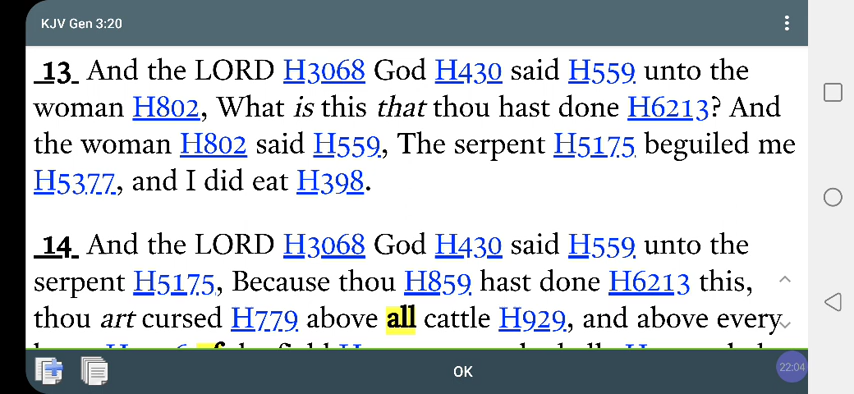 KJV Gen 3:20
13 And the LORD H3068 God H430 said H559 unto the
woman H802, What is this that thou hast done H6213? And
the woman H802 said H559, The serpent H5175 beguiled me
H5377, and I did eat H398.
14 And the LORD H3068 God H430 said H559 unto the
serpent H5175, Because thou H859 hast done H6213 this,
thou art cursed H779 above all cattle H929, and above every
OK
22:04